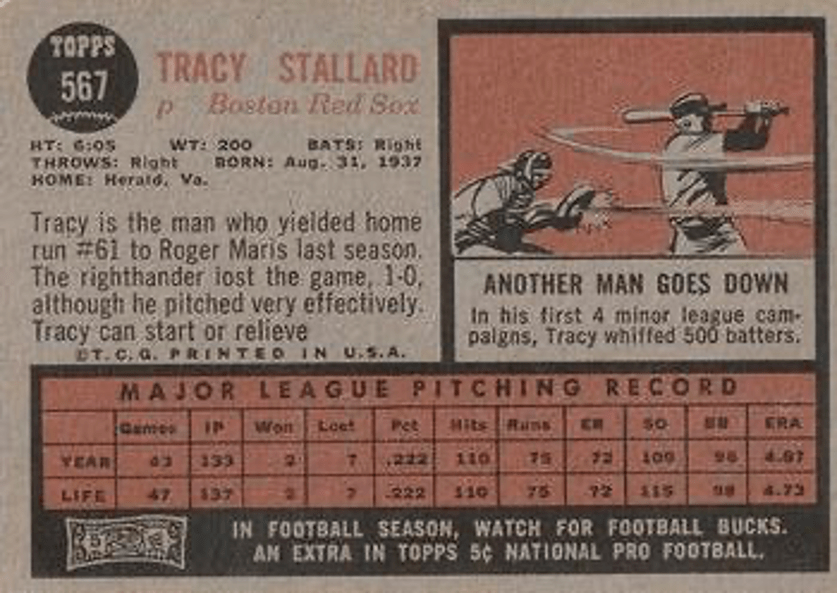 TOPPS
567
TRACY STALLARD
p Boston Red Sox
HT: 6:05 WT: 200 BATS: Right
THROWS: Right BORN: Aug. 31, 1937
HOME: Herald, Va.
Tracy is the man who yielded home
run #61 to Roger Maris last season.
The righthander lost the game, 1-0,
although he pitched very effectively.
Tracy can start or relieve
©T.C.G. PRINTED IN U.S.A.
ANOTHER MAN GOES DOWN
In his first 4 minor league cam-
paigns, Tracy whiffed 500 batters.
MAJOR LEAGUE PITCHING RECORD
Games IP Won Lost Pct Hits Runs ER SO BB ERA
YEAR 43 133 2 7 .222 110 75 72 109 96 4.87
LIFE 47 137 2 7 .222 110 75 72 115 98 4.73
IN FOOTBALL SEASON, WATCH FOR FOOTBALL BUCKS.
AN EXTRA IN TOPPS 5¢ NATIONAL PRO FOOTBALL.